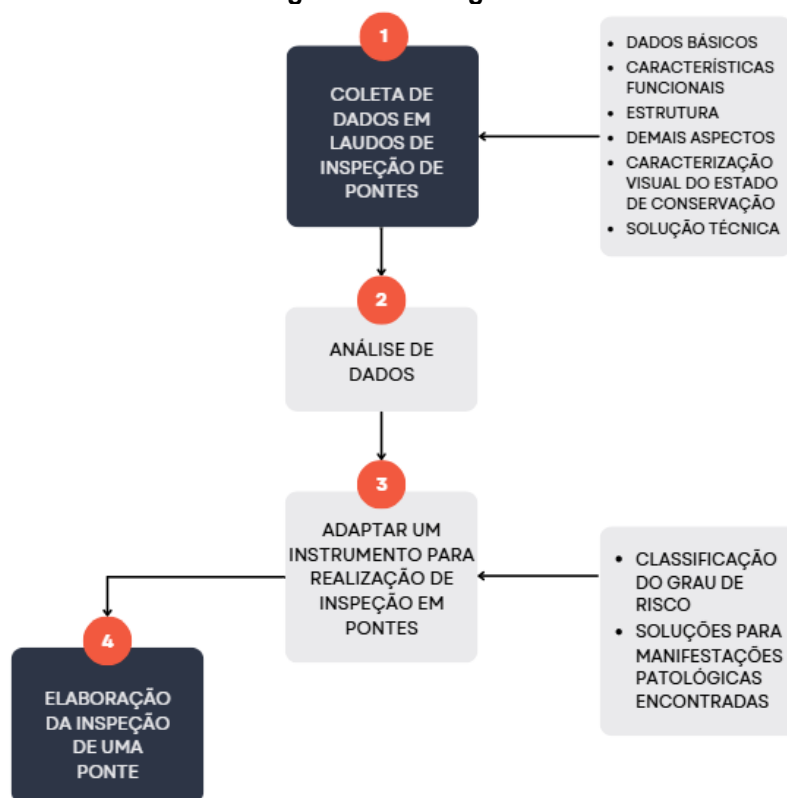 1
COLETA DE
DADOS EM
LAUDOS DE
INSPEÇÃO DE
PONTES
• DADOS BÁSICOS
• CARACTERÍSTICAS
FUNCIONAIS
• ESTRUTURA
• DEMAIS ASPECTOS
• CARACTERIZAÇÃO
VISUAL DO ESTADO
DE CONSERVAÇÃO
• SOLUÇÃO TÉCNICA
2
ANÁLISE DE
DADOS
3
ADAPTAR UM
INSTRUMENTO PARA
REALIZAÇÃO DE
INSPEÇÃO EM
PONTES
• CLASSIFICAÇÃO
DO GRAU DE
RISCO
• SOLUÇÕES PARA
MANIFESTAÇÕES
PATOLÓGICAS
ENCONTRADAS
4
ELABORAÇÃO
DA INSPEÇÃO
DE UMA
PONTE